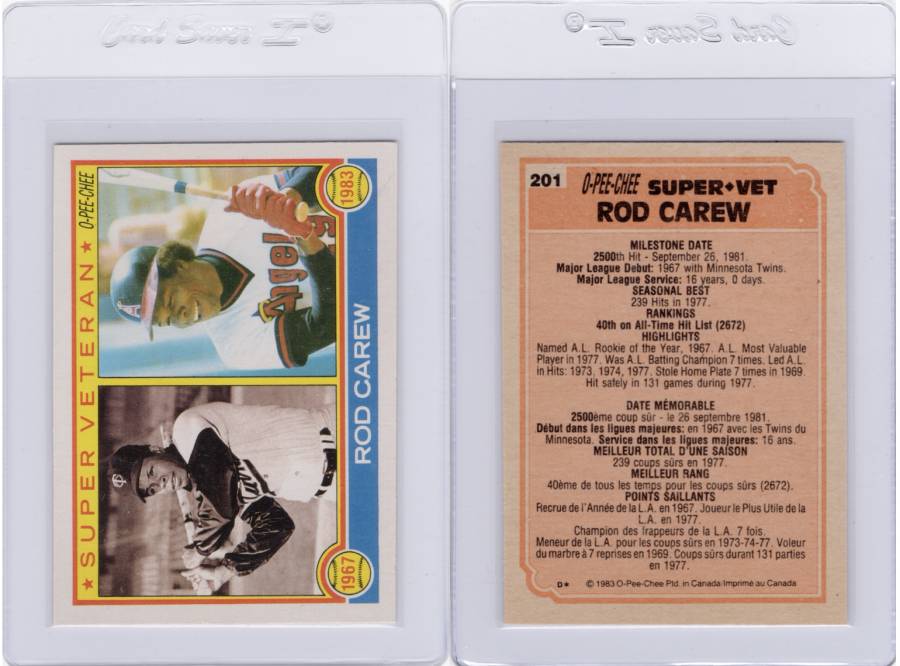 Card Saver I
Card Saver I
★ SUPER VETERAN ★ O-PEE-CHEE
Angels
1967
ROD CAREW
1983
201
O-PEE-CHEE SUPER◆VET
ROD CAREW
MILESTONE DATE
2500th Hit - September 26, 1981.
Major League Debut: 1967 with Minnesota Twins.
Major League Service: 16 years, 0 days.
SEASONAL BEST
239 Hits in 1977.
RANKINGS
40th on All-Time Hit List (2672)
HIGHLIGHTS
Named A.L. Rookie of the Year, 1967. A.L. Most Valuable
Player in 1977. Was A.L. Batting Champion 7 times. Led A.L.
in Hits: 1973, 1974, 1977. Stole Home Plate 7 times in 1969.
Hit safely in 131 games during 1977.
DATE MÉMORABLE
2500ème coup sûr - le 26 septembre 1981.
Début dans les ligues majeures: en 1967 avec les Twins du
Minnesota. Service dans les ligues majeures: 16 ans.
MEILLEUR TOTAL D'UNE SAISON
239 coups sûrs en 1977.
MEILLEUR RANG
40ème de tous les temps pour les coups sûrs (2672).
POINTS SAILLANTS
Recrue de l'Année de la L.A. en 1967. Joueur le Plus Utile de la
L.A. en 1977.
Champion des frappeurs de la L.A. 7 fois.
Meneur de la L.A. pour les coups sûrs en 1973-74-77. Voleur
du marbre à 7 reprises en 1969. Coups sûrs durant 131 parties
en 1977.
D★ © 1983 O-Pee-Chee Ptd. in Canada/Imprimé au Canada